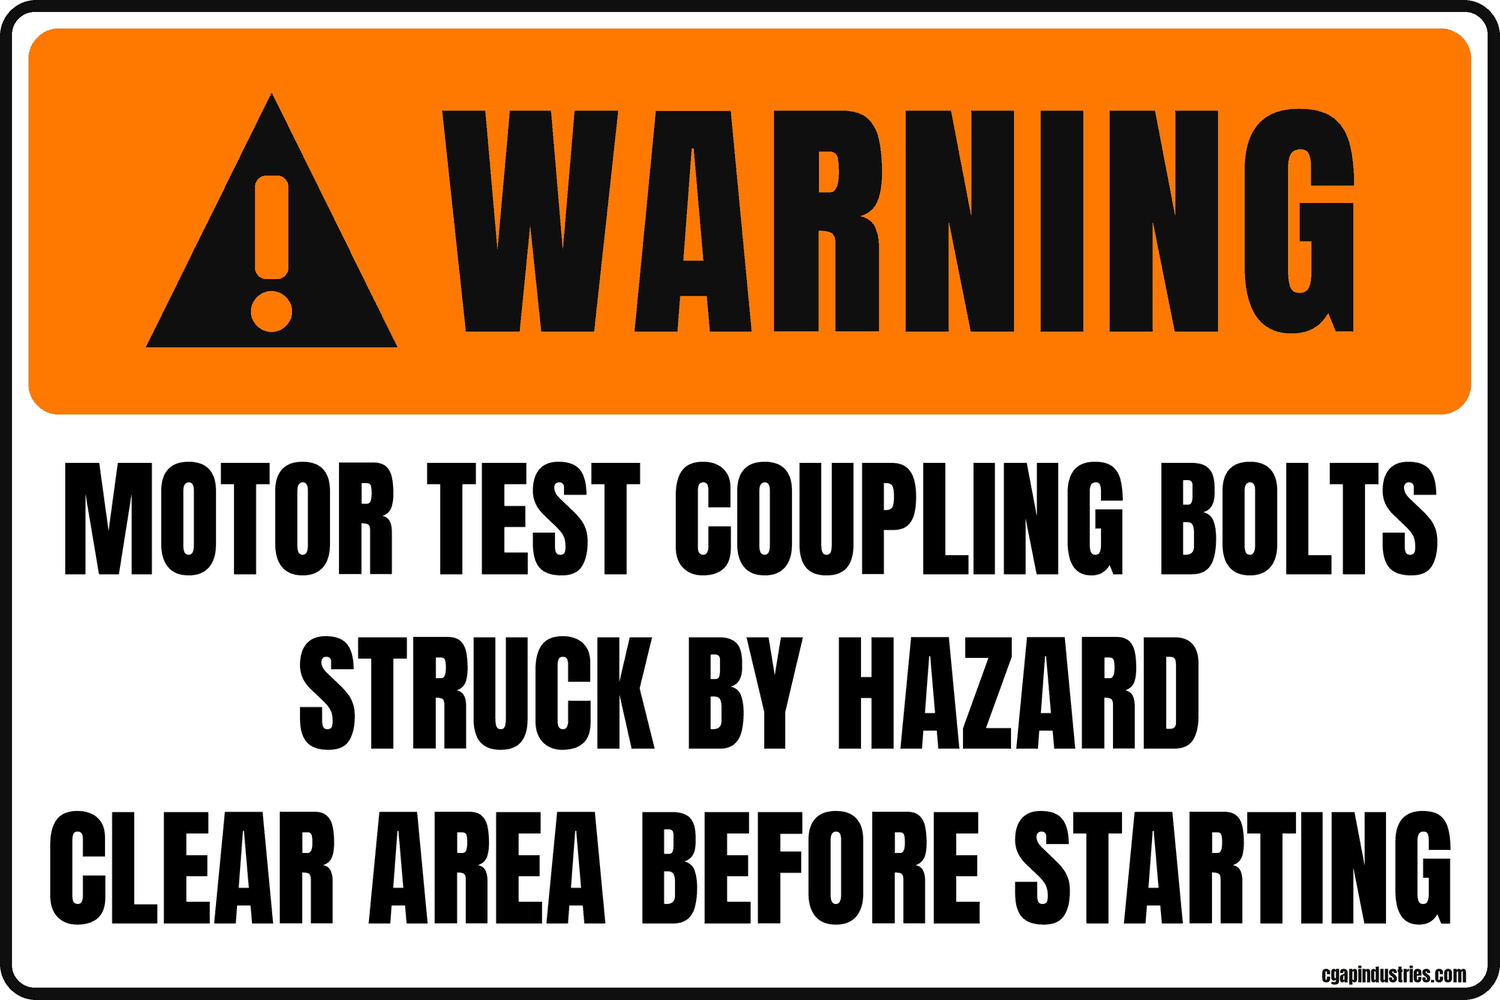 WARNING
MOTOR TEST COUPLING BOLTS
STRUCK BY HAZARD
CLEAR AREA BEFORE STARTING
cgapindustries.com